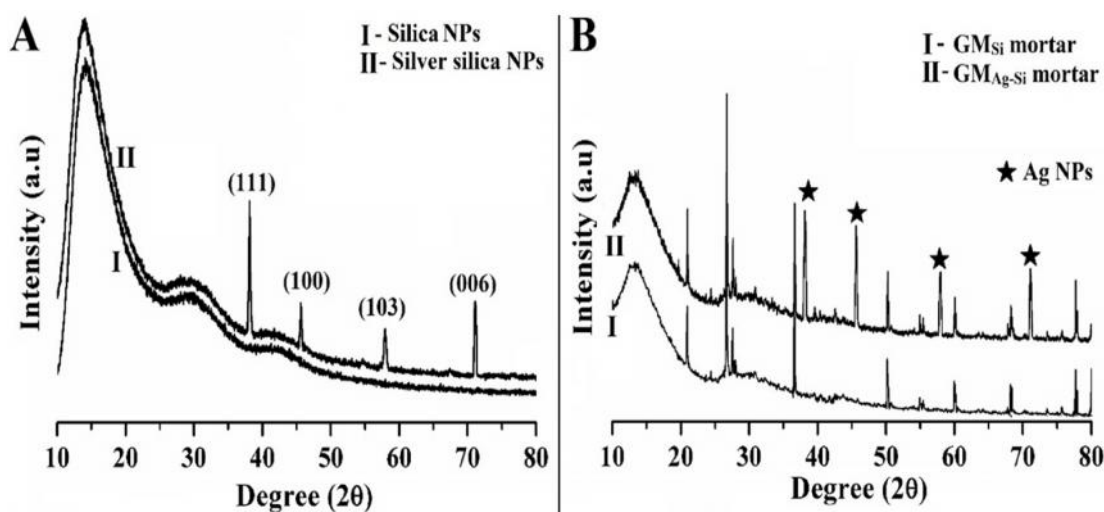 A
I - Silica NPs
II- Silver silica NPs
II
I
(111)
(100)
(103)
(006)
Intensity (a.u)
10 20 30 40 50 60 70 80
Degree (2θ)
B
I - GMSi mortar
II- GMAg-Si mortar
★ Ag NPs
II
I
Intensity (a.u)
10 20 30 40 50 60 70 80
Degree (2θ)